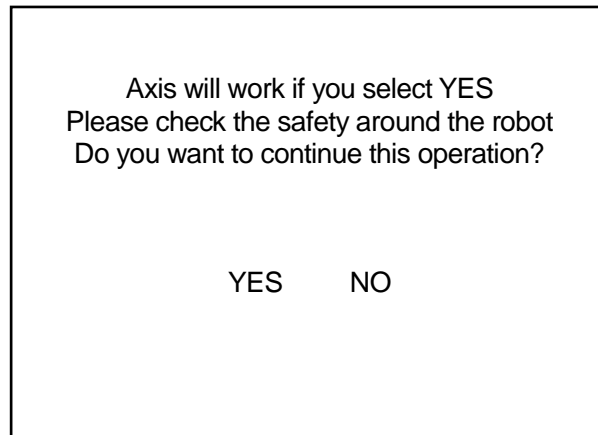 Axis will work if you select YES
Please check the safety around the robot
Do you want to continue this operation?
YES NO